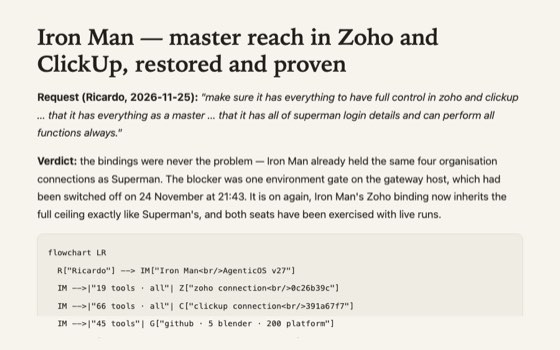 Iron Man — master reach in Zoho and
ClickUp, restored and proven
Request (Ricardo, 2026-11-25): "make sure it has everything to have full control in zoho and clickup
... that it has everything as a master ... that it has all of superman login details and can perform all
functions always."
Verdict: the bindings were never the problem — Iron Man already held the same four organisation
connections as Superman. The blocker was one environment gate on the gateway host, which had
been switched off on 24 November at 21:43. It is on again, Iron Man's Zoho binding now inherits the
full ceiling exactly like Superman's, and both seats have been exercised with live runs.
flowchart LR
R["Ricardo"] --> IM["Iron Man<br/>AgenticOS v27"]
IM -->|"19 tools · all"| Z["zoho connection<br/>0c26b39c"]
IM -->|"66 tools · all"| C["clickup connection<br/>391a67f7"]
IM -->|"45 tools"| G["github · 5 blender · 200 platform"]